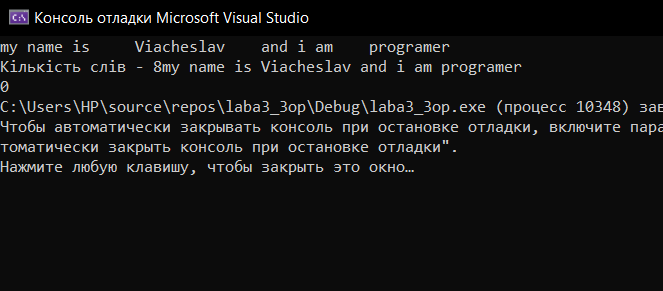 Консоль отладки Microsoft Visual Studio
my name is     Viacheslav    and i am    programer
Кількість слів - 8my name is Viacheslav and i am programer
0
C:\Users\HP\source\repos\laba3_3op\Debug\laba3_3op.exe (процесс 10348) зав
Чтобы автоматически закрывать консоль при остановке отладки, включите пара
томатически закрыть консоль при остановке отладки".
Нажмите любую клавишу, чтобы закрыть это окно…